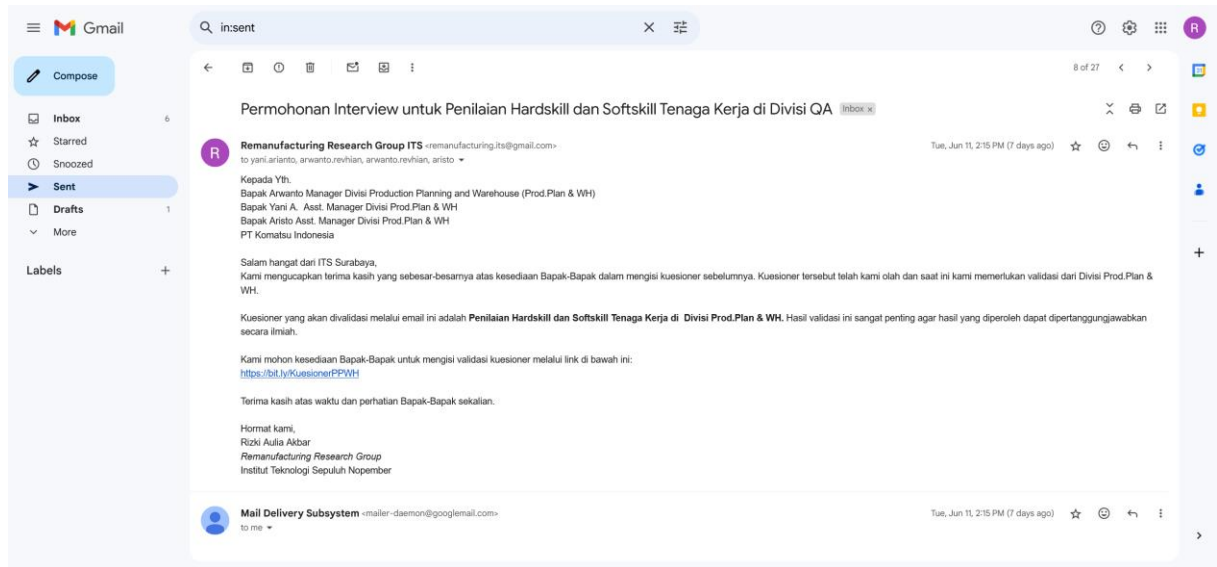 Gmail
in:sent
R
Compose
8 of 27
Inbox 6
Starred
Snoozed
Sent
Drafts 1
More
Labels
Permohonan Interview untuk Penilaian Hardskill dan Softskill Tenaga Kerja di Divisi QA Inbox x
R
Remanufacturing Research Group ITS <remanufacturing.its@gmail.com>
Tue, Jun 11, 2:15 PM (7 days ago)
to yani.arianto, arwanto.revhian, arwanto.revhian, aristo
Kepada Yth.
Bapak Arwanto Manager Divisi Production Planning and Warehouse (Prod.Plan & WH)
Bapak Yani A. Asst. Manager Divisi Prod.Plan & WH
Bapak Aristo Asst. Manager Divisi Prod.Plan & WH
PT Komatsu Indonesia
Salam hangat dari ITS Surabaya,
Kami mengucapkan terima kasih yang sebesar-besarnya atas kesediaan Bapak-Bapak dalam mengisi kuesioner sebelumnya. Kuesioner tersebut telah kami olah dan saat ini kami memerlukan validasi dari Divisi Prod.Plan &
WH.
Kuesioner yang akan divalidasi melalui email ini adalah Penilaian Hardskill dan Softskill Tenaga Kerja di Divisi Prod.Plan & WH. Hasil validasi ini sangat penting agar hasil yang diperoleh dapat dipertanggungjawabkan
secara ilmiah.
Kami mohon kesediaan Bapak-Bapak untuk mengisi validasi kuesioner melalui link di bawah ini:
https://bit.ly/KuesionerPPWH
Terima kasih atas waktu dan perhatian Bapak-Bapak sekalian.
Hormat kami,
Rizki Aulia Akbar
Remanufacturing Research Group
Institut Teknologi Sepuluh Nopember
Mail Delivery Subsystem <mailer-daemon@googlemail.com>
Tue, Jun 11, 2:15 PM (7 days ago)
to me